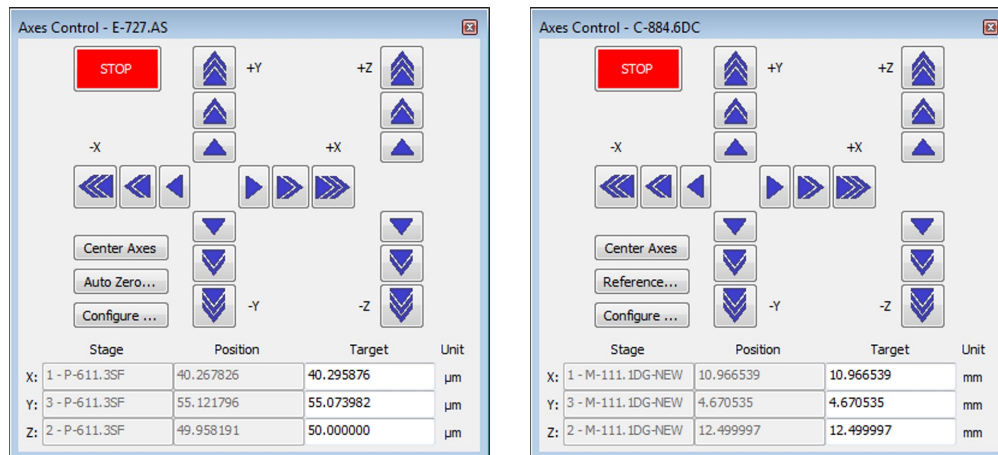 Axes Control - E-727.AS
STOP
+Y
+Z
-X
+X
Center Axes
Auto Zero...
Configure ...
-Y
-Z
Stage Position Target Unit
X: 1 - P-611.3SF 40.267826 40.295876 µm
Y: 3 - P-611.3SF 55.121796 55.073982 µm
Z: 2 - P-611.3SF 49.958191 50.000000 µm
Axes Control - C-884.6DC
STOP
+Y
+Z
-X
+X
Center Axes
Reference...
Configure ...
-Y
-Z
Stage Position Target Unit
X: 1 - M-111.1DG-NEW 10.966539 10.966539 mm
Y: 3 - M-111.1DG-NEW 4.670535 4.670535 mm
Z: 2 - M-111.1DG-NEW 12.499997 12.499997 mm